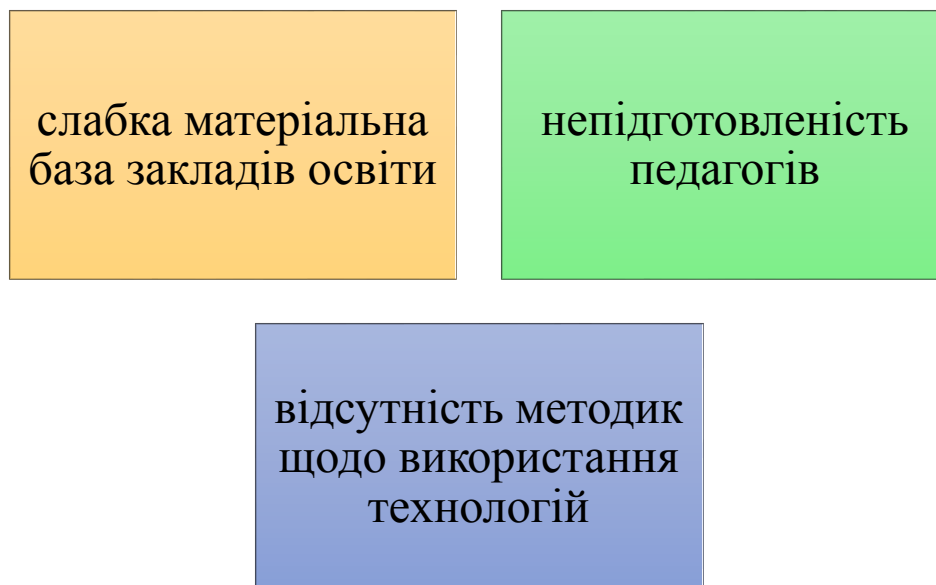 слабка матеріальна
база закладів освіти
непідготовленість
педагогів
відсутність методик
щодо використання
технологій